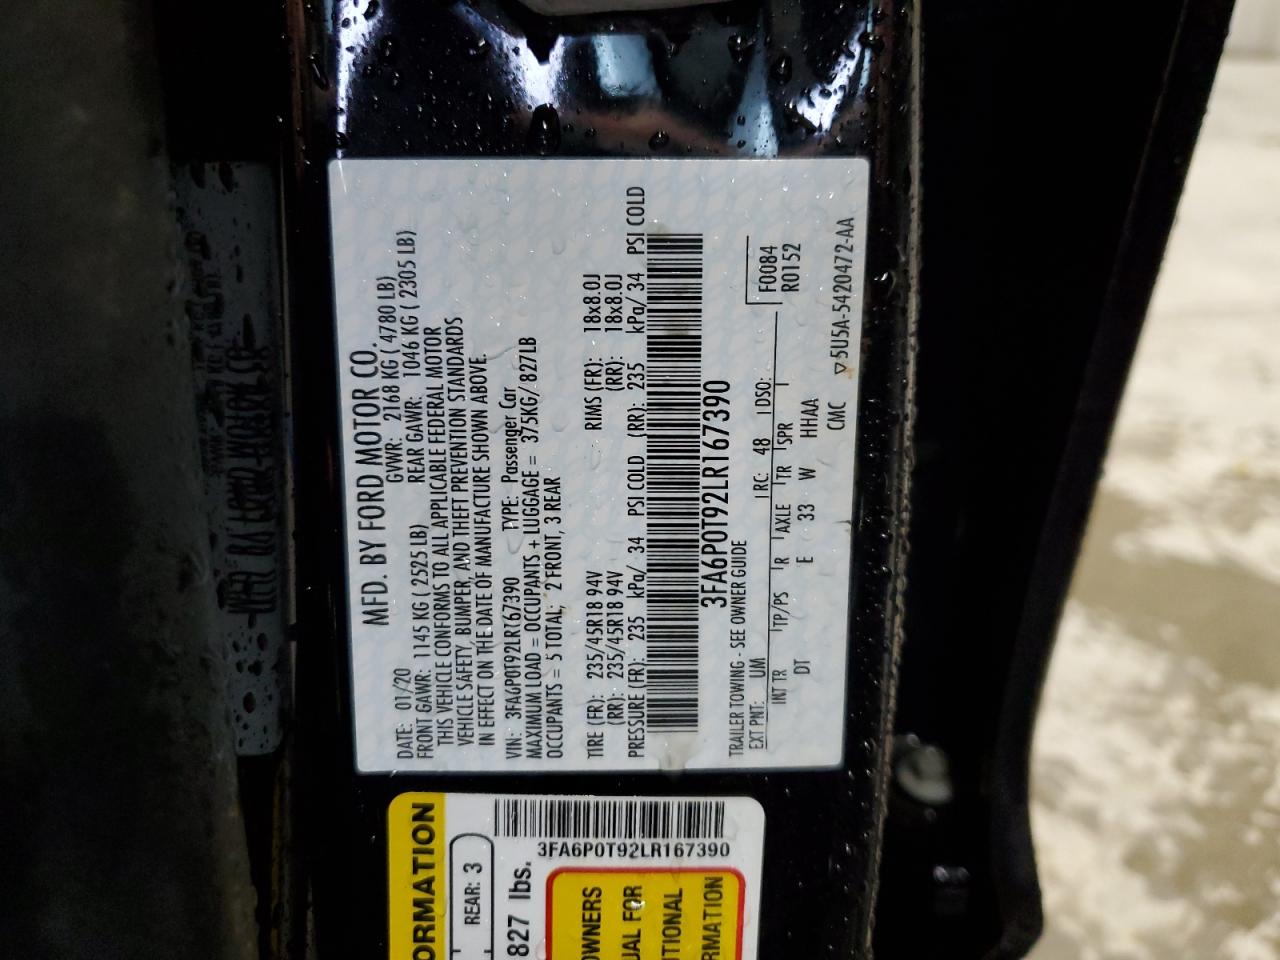 MFD. BY FORD MOTOR CO.
DATE: 01/20 GVWR: 2168 KG ( 4780 LB)
FRONT GAWR: 1145 KG ( 2525 LB) REAR GAWR: 1046 KG ( 2305 LB)
THIS VEHICLE CONFORMS TO ALL APPLICABLE FEDERAL MOTOR
VEHICLE SAFETY, BUMPER, AND THEFT PREVENTION STANDARDS
IN EFFECT ON THE DATE OF MANUFACTURE SHOWN ABOVE.
VIN: 3FA6P0T92LR167390 TYPE: Passenger Car
MAXIMUM LOAD = OCCUPANTS + LUGGAGE = 375KG/ 827LB
OCCUPANTS = 5 TOTAL; 2 FRONT, 3 REAR
TIRE (FR): 235/45R18 94V RIMS (FR): 18x8.0J
(RR): 235/45R18 94V (RR): 18x8.0J
PRESSURE (FR): 235 kPa/ 34 PSI COLD (RR): 235 kPa/ 34 PSI COLD
3FA6P0T92LR167390
TRAILER TOWING - SEE OWNER GUIDE F0084
EXT PNT: UM RC: 48 DSO: R0152
INT TR TP/PS R AXLE TR SPR
DT E 33 W HHAA
CMC ▽5U5A-5420472-AA
ORMATION
REAR: 3
827 lbs.
3FA6P0T92LR167390
OWNERS
UAL FOR
ITIONAL
RMATION